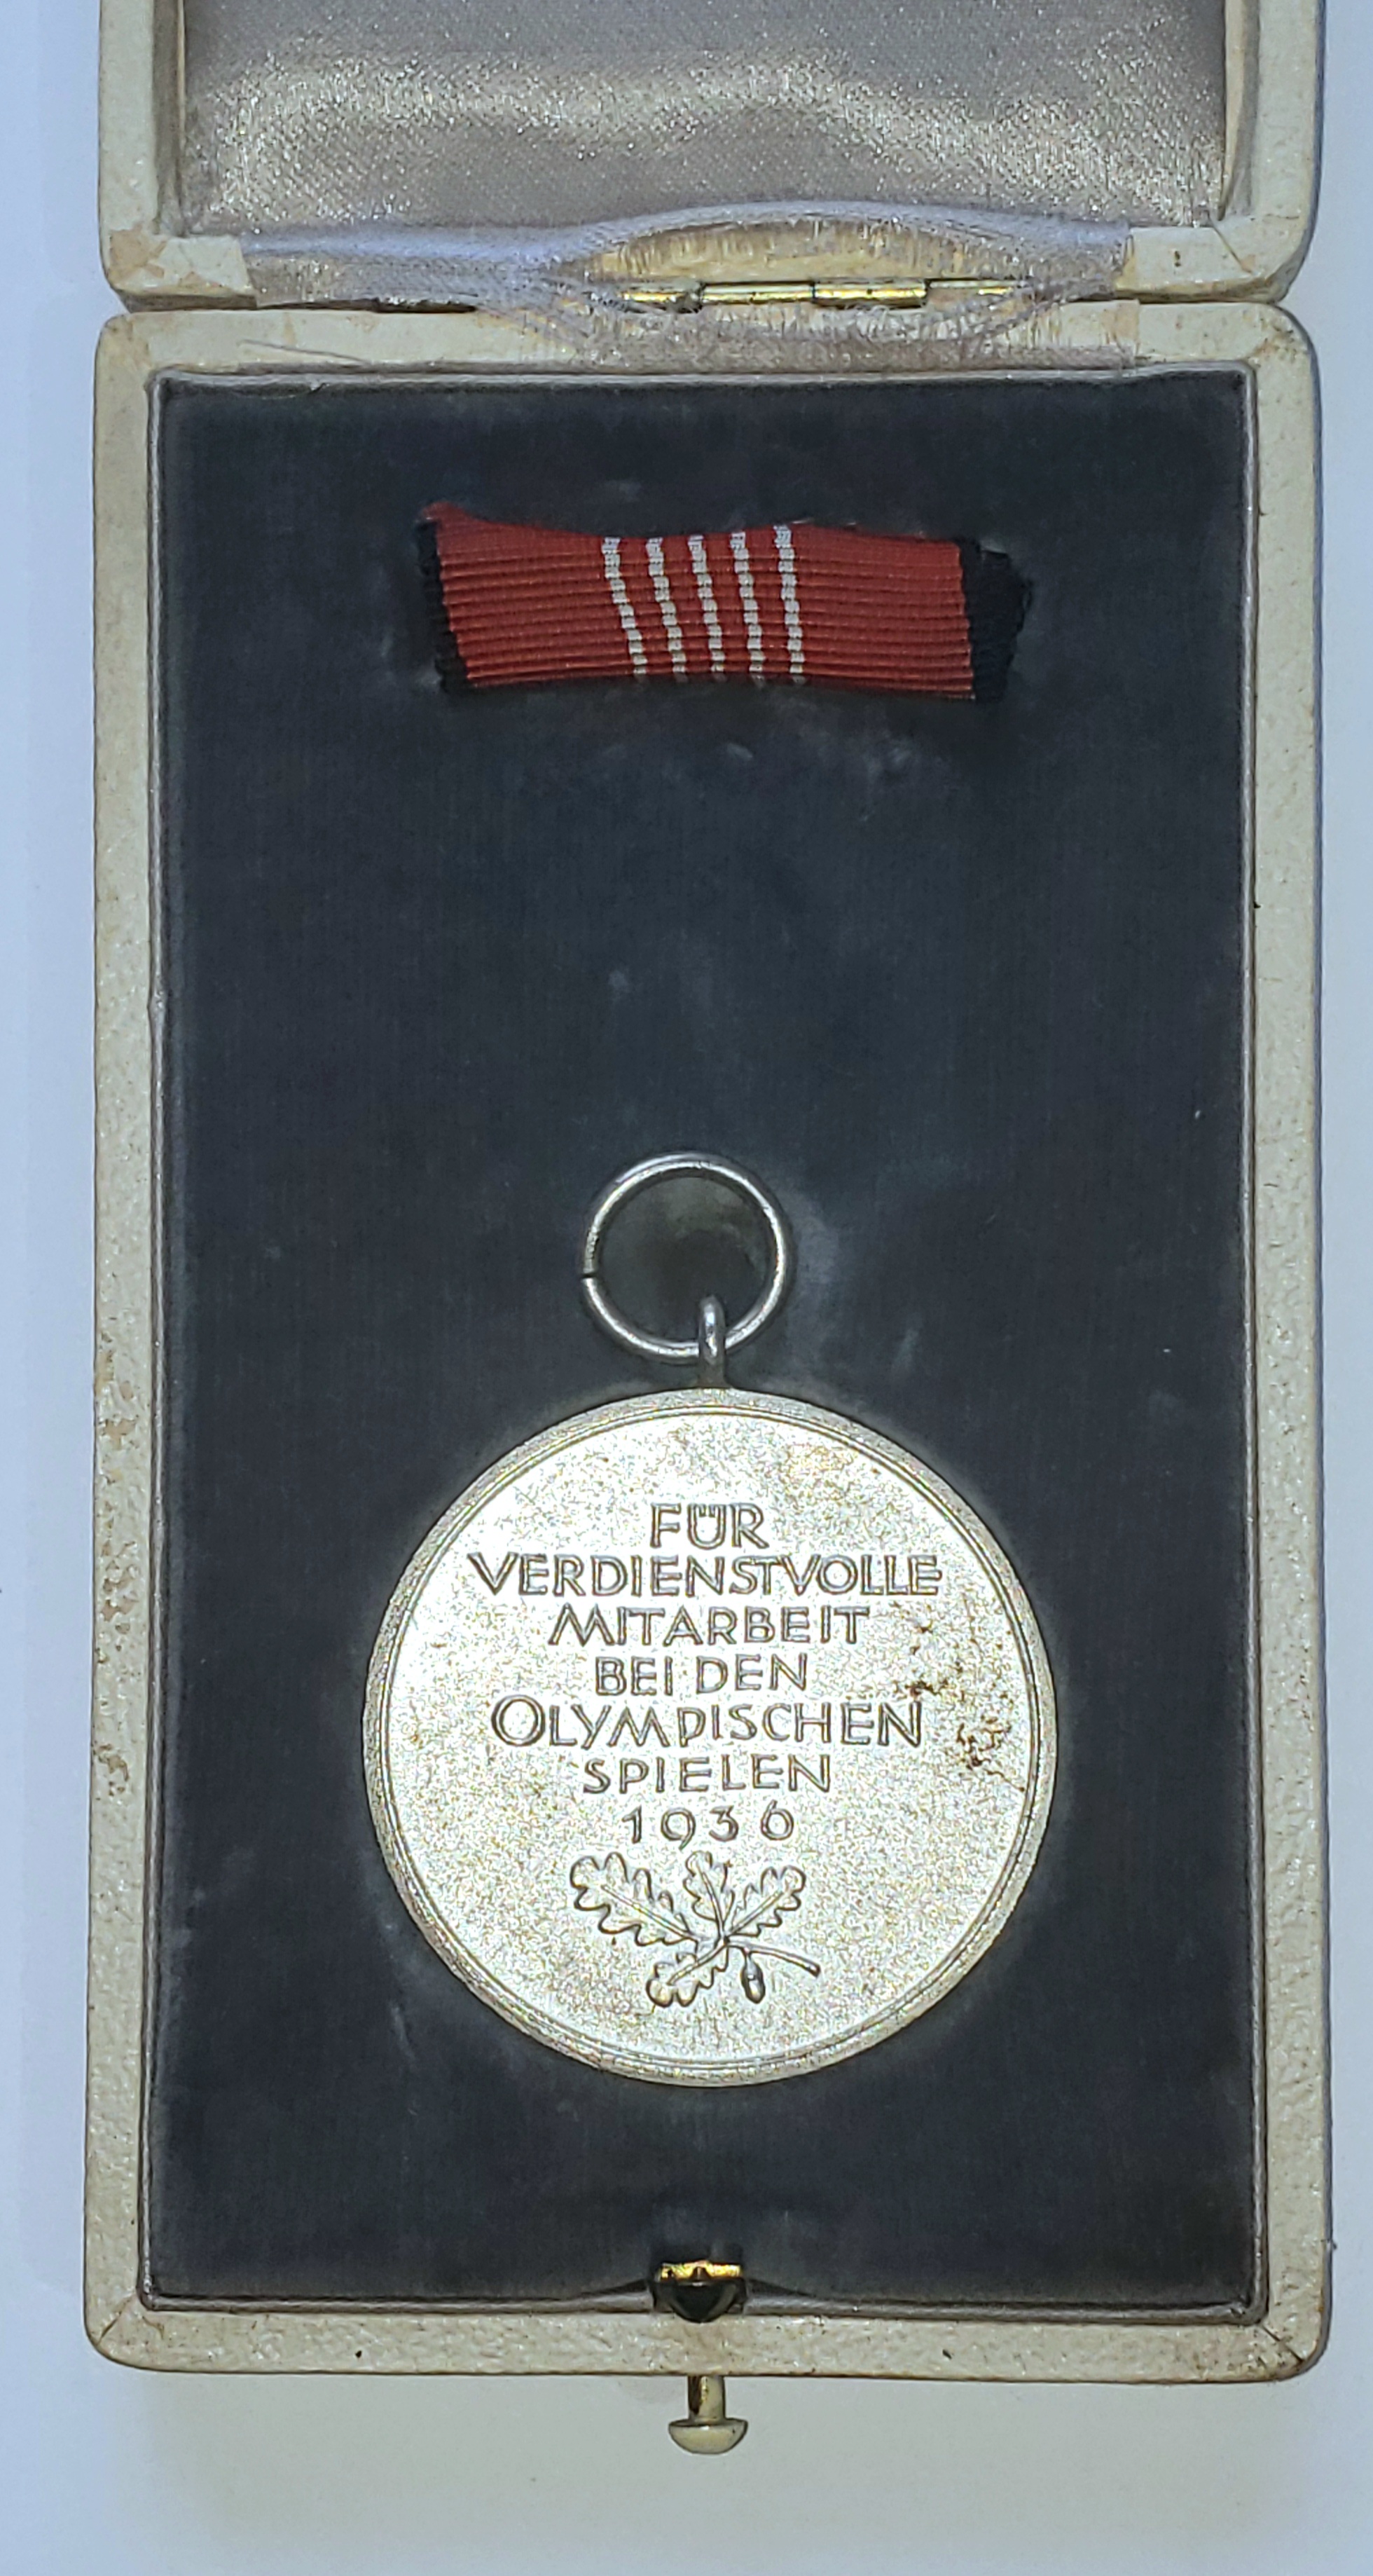 FÜR
VERDIENSTVOLLE
MITARBEIT
BEI DEN
OLYMPISCHEN
SPIELEN
1936